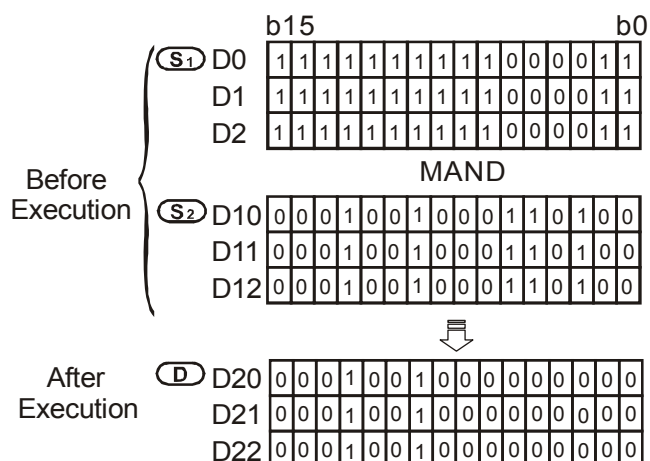 b15 b0
S1 D0 1 1 1 1 1 1 1 1 1 1 0 0 0 0 1 1
D1 1 1 1 1 1 1 1 1 1 1 0 0 0 0 1 1
D2 1 1 1 1 1 1 1 1 1 1 0 0 0 0 1 1
MAND
Before
Execution
S2 D10 0 0 0 1 0 0 1 0 0 0 1 1 0 1 0 0
D11 0 0 0 1 0 0 1 0 0 0 1 1 0 1 0 0
D12 0 0 0 1 0 0 1 0 0 0 1 1 0 1 0 0
After
Execution
D D20 0 0 0 1 0 0 1 0 0 0 0 0 0 0 0 0
D21 0 0 0 1 0 0 1 0 0 0 0 0 0 0 0 0
D22 0 0 0 1 0 0 1 0 0 0 0 0 0 0 0 0